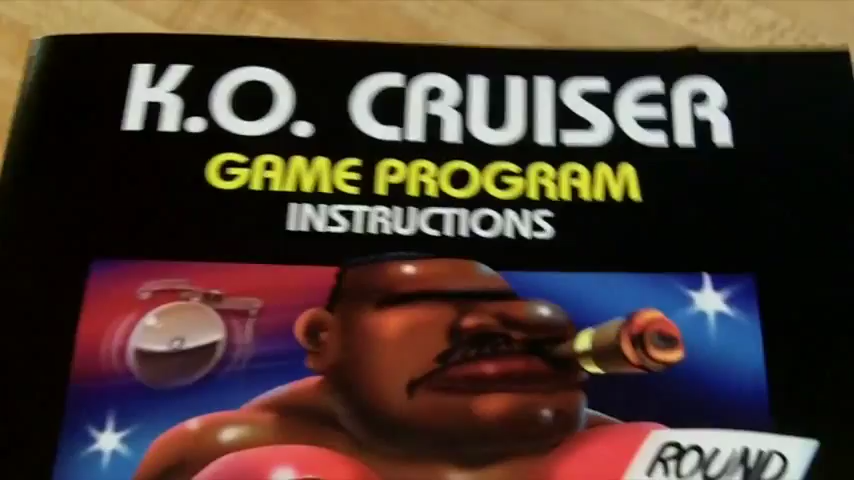 K.O. CRUISER
GAME PROGRAM
INSTRUCTIONS
ROUND